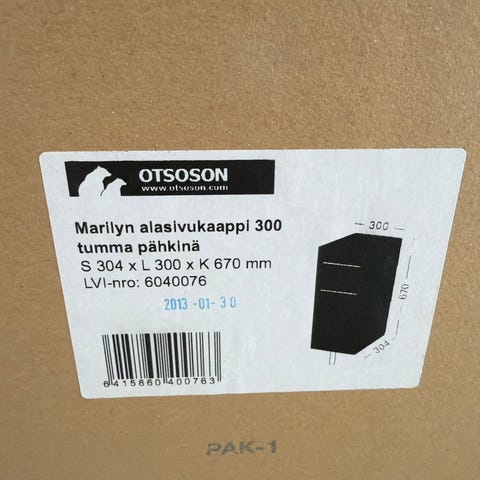 OTSOSON
www.otsoson.com
Marilyn alasivukaappi 300
tumma pähkinä
S 304 x L 300 x K 670 mm
LVI-nro: 6040076
2013 -01- 30
6415860400763
300
670
304
PAK-1